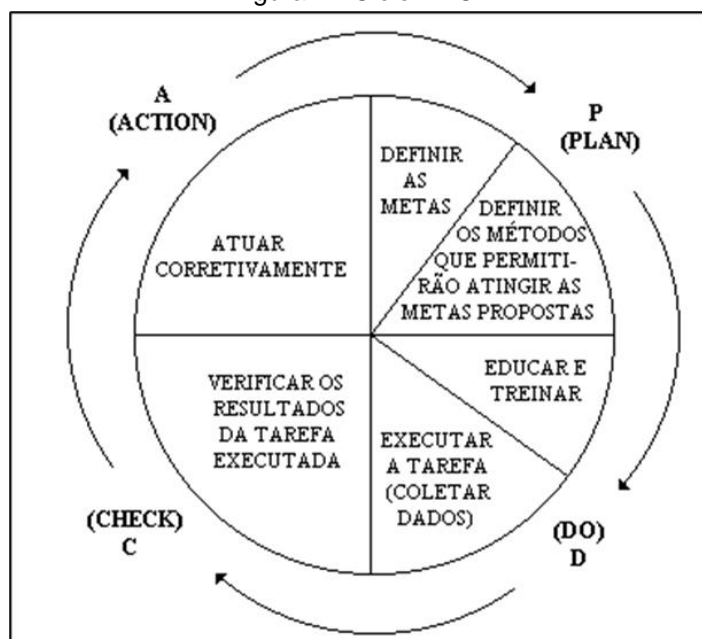 A
(ACTION)
P
(PLAN)
DEFINIR
AS
METAS
DEFINIR
OS MÉTODOS
QUE PERMITI-
RÃO ATINGIR AS
METAS PROPOSTAS
ATUAR
CORRETIVAMENTE
EDUCAR E
TREINAR
VERIFICAR OS
RESULTADOS
DA TAREFA
EXECUTADA
EXECUTAR
A TAREFA
(COLETAR
DADOS)
(CHECK)
C
(DO)
D